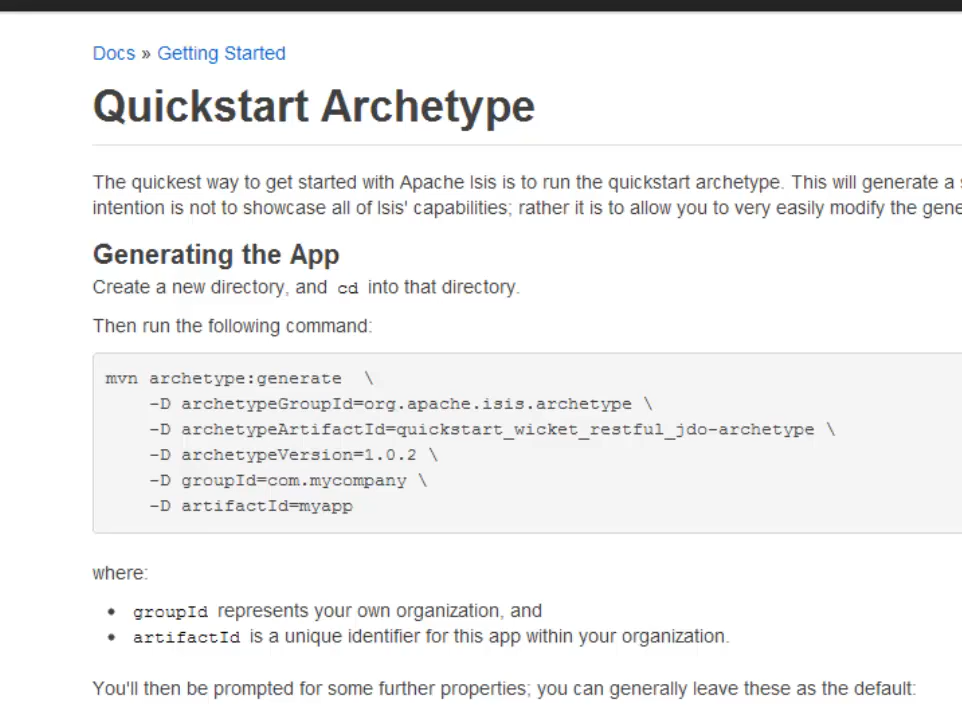 Docs » Getting Started
Quickstart Archetype
The quickest way to get started with Apache Isis is to run the quickstart archetype. This will generate a
intention is not to showcase all of Isis' capabilities; rather it is to allow you to very easily modify the gene
Generating the App
Create a new directory, and cd into that directory.
Then run the following command:
mvn archetype:generate \
-D archetypeGroupId=org.apache.isis.archetype \
-D archetypeArtifactId=quickstart_wicket_restful_jdo-archetype \
-D archetypeVersion=1.0.2 \
-D groupId=com.mycompany \
-D artifactId=myapp
where:
• groupId represents your own organization, and
• artifactId is a unique identifier for this app within your organization.
You'll then be prompted for some further properties; you can generally leave these as the default: